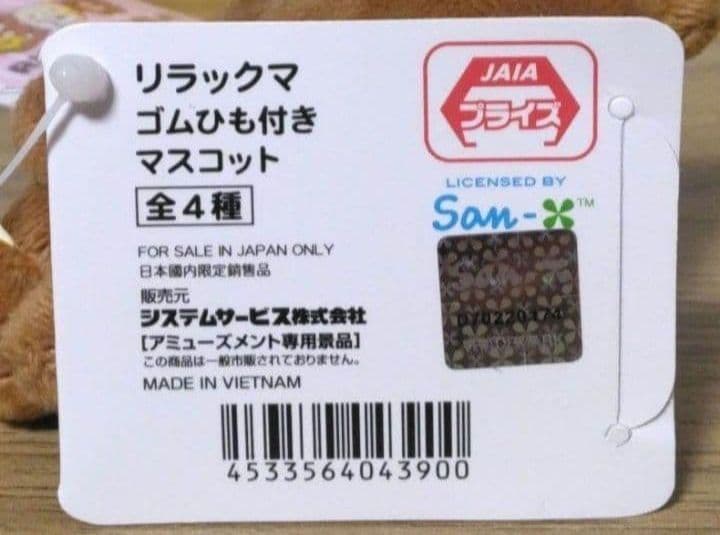 リラックマ
ゴムひも付き
マスコット
全4種
FOR SALE IN JAPAN ONLY
日本國内限定銷售品
販売元
システムサービス株式会社
[アミューズメント専用景品]
この商品は一般市販されておりません。
MADE IN VIETNAM
4533564043900
JAIA
プライズ
LICENSED BY
San-X™